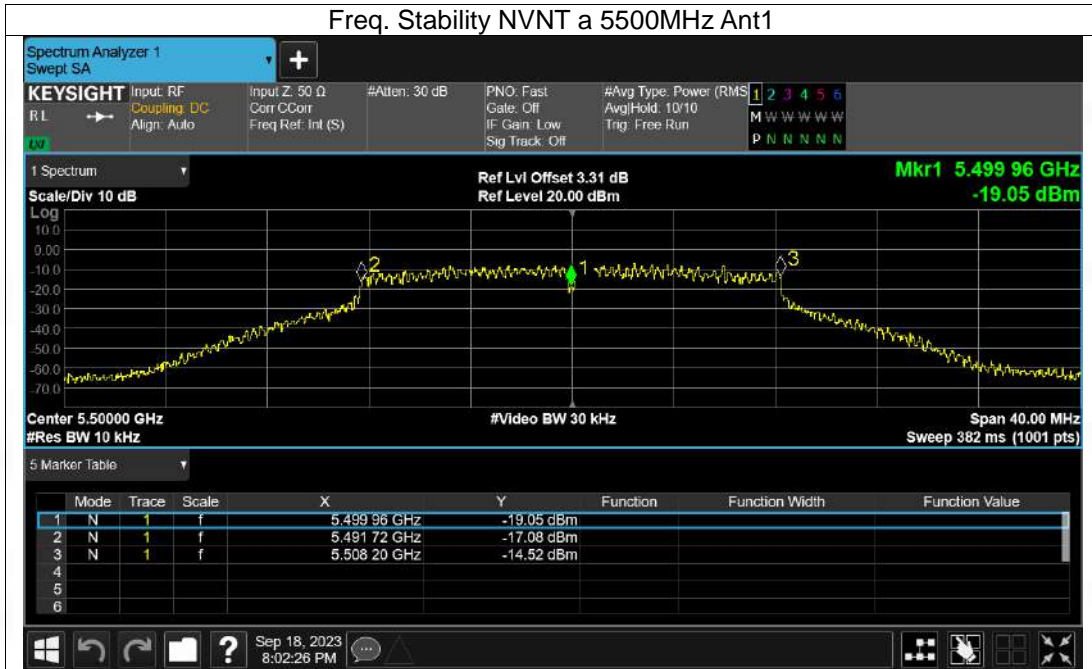 Freq. Stability NVNT a 5500MHz Ant1
Spectrum Analyzer 1
Swept SA
+
KEYSIGHT
RL
LXI
Input: RF
Coupling: DC
Align: Auto
Input Z: 50 Ω
Corr CCorr
Freq Ref: Int (S)
#Atten: 30 dB
PNO: Fast
Gate: Off
IF Gain: Low
Sig Track: Off
#Avg Type: Power (RMS
Avg|Hold: 10/10
Trig: Free Run
1 2 3 4 5 6
M W W W W W
P N N N N N
1 Spectrum
Scale/Div 10 dB
Ref Lvl Offset 3.31 dB
Ref Level 20.00 dBm
Mkr1 5.499 96 GHz
-19.05 dBm
Log
10.0
0.00
-10.0
-20.0
-30.0
-40.0
-50.0
-60.0
-70.0
2
1
3
Center 5.50000 GHz
#Res BW 10 kHz
#Video BW 30 kHz
Span 40.00 MHz
Sweep 382 ms (1001 pts)
5 Marker Table
Mode Trace Scale X Y Function Function Width Function Value
1 N 1 f 5.499 96 GHz -19.05 dBm
2 N 1 f 5.491 72 GHz -17.08 dBm
3 N 1 f 5.508 20 GHz -14.52 dBm
4
5
6
?
Sep 18, 2023
8:02:26 PM